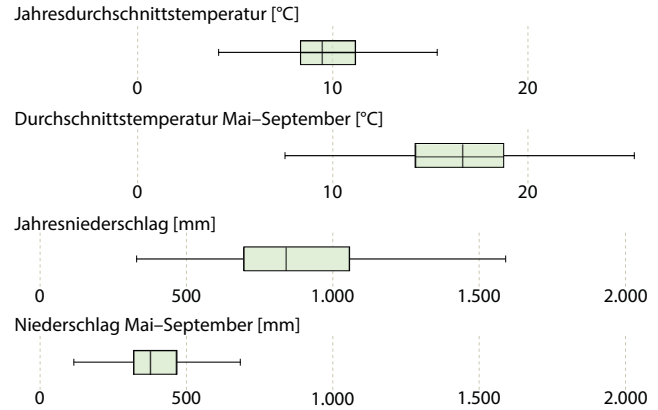 Jahresdurchschnittstemperatur [°C]
0 10 20
Durchschnittstemperatur Mai–September [°C]
0 10 20
Jahresniederschlag [mm]
0 500 1.000 1.500 2.000
Niederschlag Mai–September [mm]
0 500 1.000 1.500 2.000